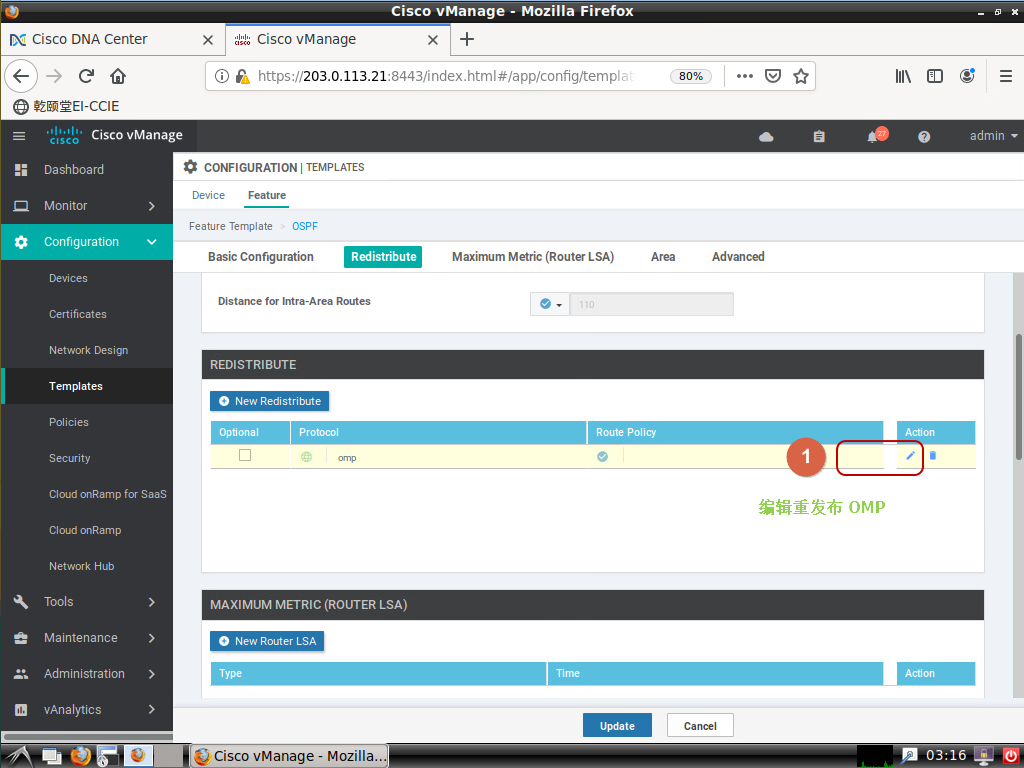 Cisco vManage - Mozilla Firefox
Cisco DNA Center
Cisco vManage
https://203.0.113.21:8443/index.html#/app/config/templat
80%
乾颐堂EI-CCIE
cisco
Cisco vManage
27
admin
Dashboard
Monitor
Configuration
Devices
Certificates
Network Design
Templates
Policies
Security
Cloud onRamp for SaaS
Cloud onRamp
Network Hub
Tools
Maintenance
Administration
vAnalytics
CONFIGURATION | TEMPLATES
Device Feature
Feature Template > OSPF
Basic Configuration Redistribute Maximum Metric (Router LSA) Area Advanced
Distance for Intra-Area Routes 110
REDISTRIBUTE
New Redistribute
Optional Protocol Route Policy Action
omp
1
编辑重发布 OMP
MAXIMUM METRIC (ROUTER LSA)
New Router LSA
Type Time Action
Update Cancel
Cisco vManage - Mozilla...
03:16